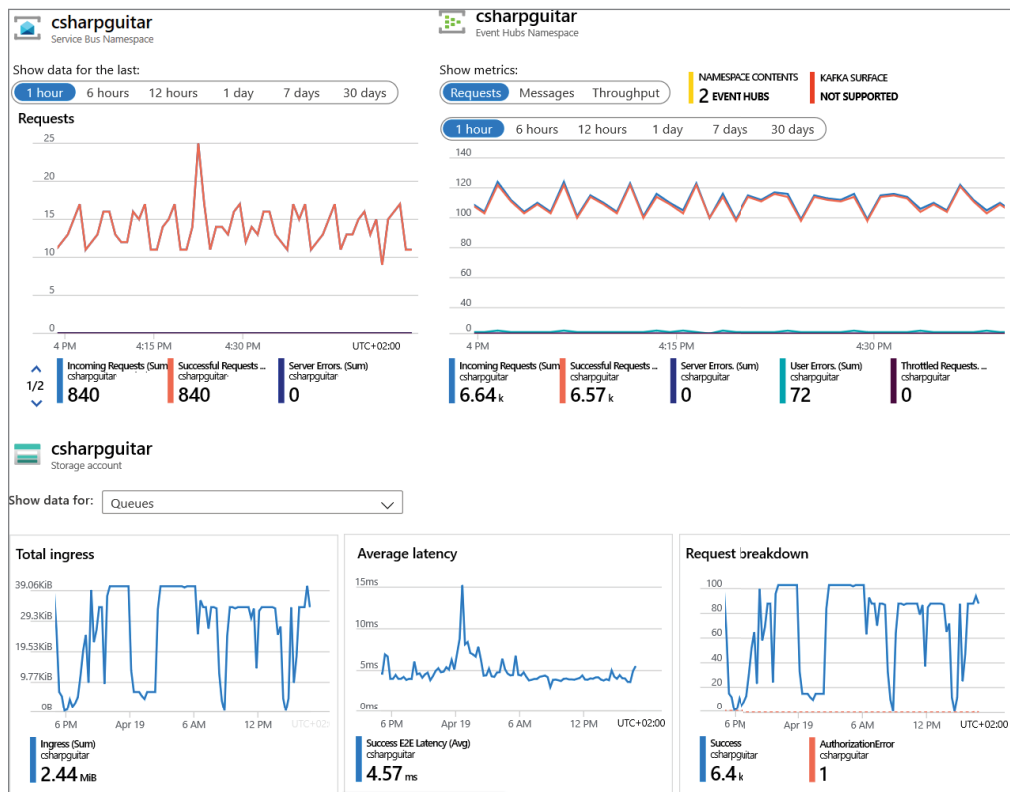 csharpguitar
Service Bus Namespace
Show data for the last:
1 hour 6 hours 12 hours 1 day 7 days 30 days
Requests
25
20
15
10
5
0
4 PM 4:15 PM 4:30 PM UTC+02:00
1/2
Incoming Requests (Sum)
csharpguitar
840
Successful Requests ...
csharpguitar
840
Server Errors. (Sum)
csharpguitar
0
csharpguitar
Event Hubs Namespace
Show metrics:
Requests Messages Throughput
NAMESPACE CONTENTS
2 EVENT HUBS
KAFKA SURFACE
NOT SUPPORTED
1 hour 6 hours 12 hours 1 day 7 days 30 days
140
120
100
80
60
40
0
4 PM 4:15 PM 4:30 PM
Incoming Requests (Sum)
csharpguitar
6.64 k
Successful Requests ...
csharpguitar
6.57 k
Server Errors. (Sum)
csharpguitar
0
User Errors. (Sum)
csharpguitar
72
Throttled Requests. ...
csharpguitar
0
csharpguitar
Storage account
Show data for: Queues
Total ingress
39.06KiB
29.3KiB
19.53KiB
9.77KiB
0B
6 PM Apr 19 6 AM 12 PM UTC+02:
Ingress (Sum)
csharpguitar
2.44 MiB
Average latency
15ms
10ms
5ms
0ms
6 PM Apr 19 6 AM 12 PM UTC+02:00
Success E2E Latency (Avg)
csharpguitar
4.57 ms
Request breakdown
100
80
60
40
20
0
6 PM Apr 19 6 AM 12 PM UTC+02:00
Success
csharpguitar
6.4 k
AuthorizationError
csharpguitar
1